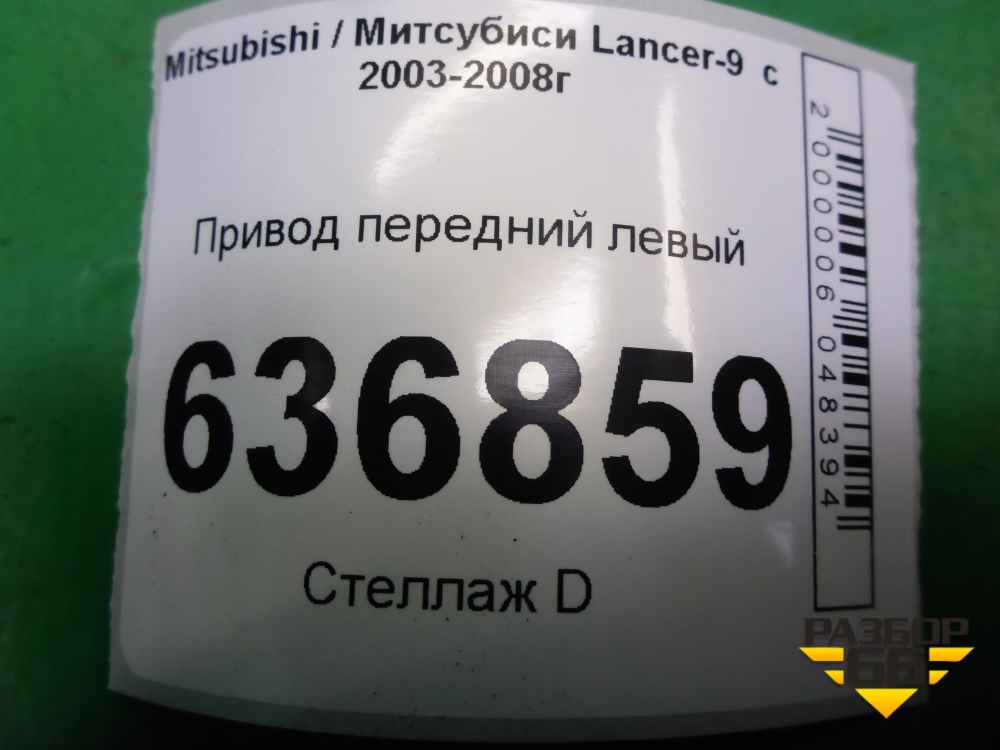 Mitsubishi / Митсубиси Lancer-9 с
2003-2008г
Привод передний левый
636859
Стеллаж D
2000006048394
РАЗБОР
66